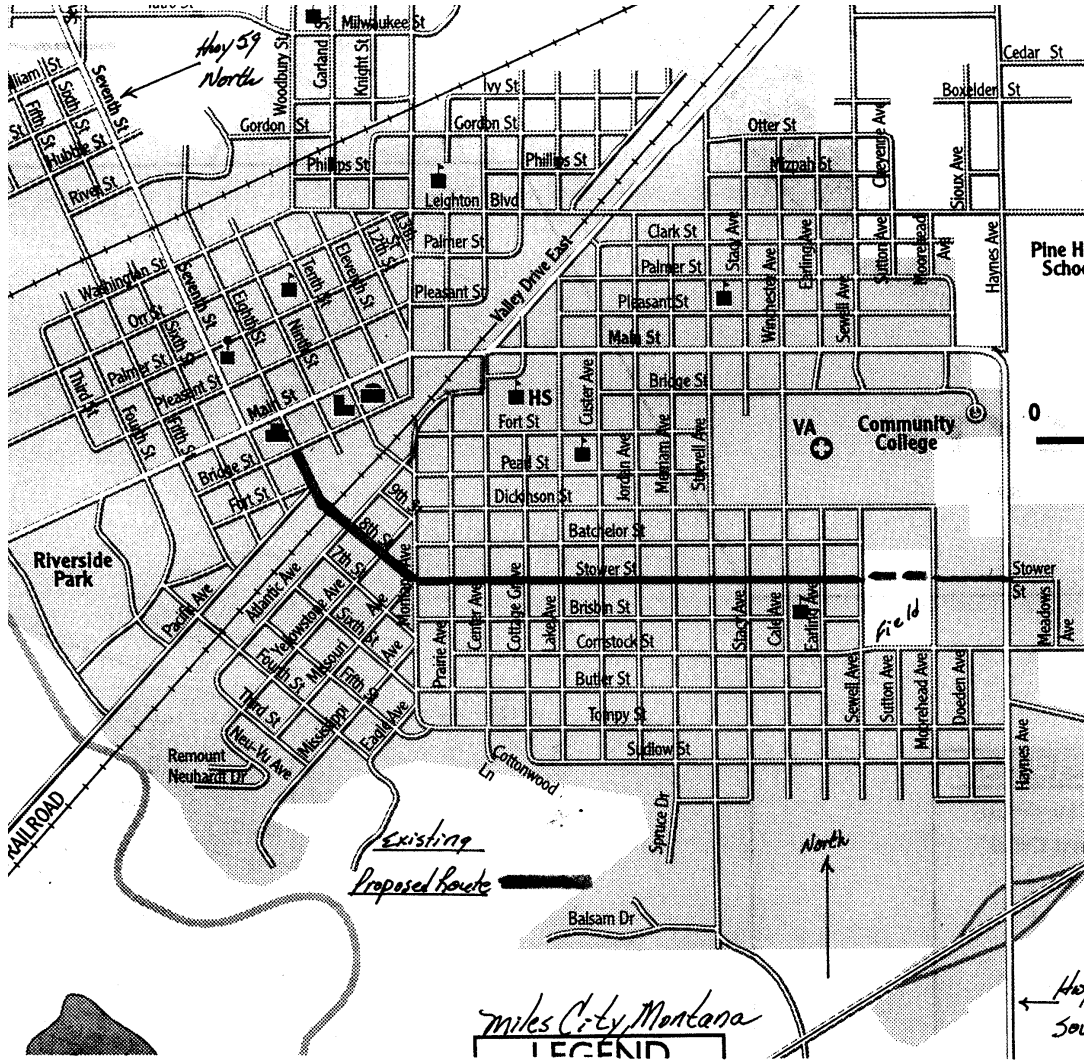 Tatro St
Milwaukee St
Woodbury St
Garland St
Knight St
Hwy 59
North
Cedar St
Seventh St
Sixth St
Fifth St
Hubble St
River St
Ivy St
Gordon St
Gordon St
Phillips St
Phillips St
Boxelder St
Otter St
Mizpah St
Cheyenne Ave
Sioux Ave
Leighton Blvd
Clark St
Palmer St
Palmer St
Pleasant St
Pleasant St
Stacy Ave
Winchester Ave
Earling Ave
Sewell Ave
Sutton Ave
Moorehead Ave
Haynes Ave
Pine H
Schoo
Valley Drive East
Washington St
Orr St
Palmer St
Pleasant St
Main St
Bridge St
Fort St
Third St
Fourth St
Fifth St
Sixth St
Seventh St
Eighth St
Ninth St
Tenth St
Eleventh St
12th St
13th St
Main St
Bridge St
HS
Fort St
Custer Ave
Pearl St
Dickinson St
Jordan Ave
Merriam Ave
Strevell Ave
VA
Community
College
0
Batchelor St
Stower St
Stower
St
Brisbin St
Comstock St
Butler St
Tompy St
Sudlow St
Riverside
Park
Pacific Ave
Atlantic Ave
Yellowstone Ave
Missouri Ave
Mississippi
Eagle Ave
Montana Ave
9th St
8th St
17th St
Sixth St
Fifth St
Fourth St
Third St
Neu-Vu Ave
Remount
Neuhardt Dr
Prairie Ave
Center Ave
Cottage Grove
Lake Ave
Stacy Ave
Cale Ave
Earling Ave
Field
Sewell Ave
Sutton Ave
Moorehead Ave
Doeden Ave
Haynes Ave
Meadows Ave
Cottonwood
Ln
Spruce Dr
Balsam Dr
RAILROAD
Existing
Proposed Route
North
Miles City, Montana
LEGEND